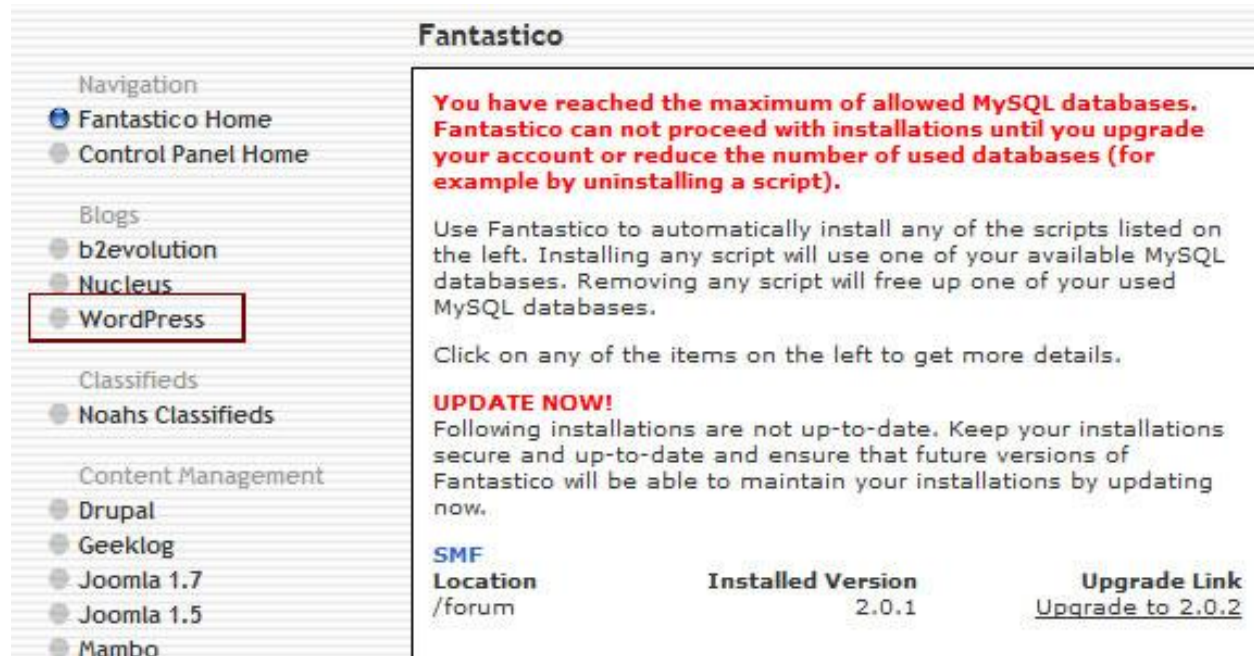 Fantastico
Navigation
Fantastico Home
Control Panel Home
Blogs
b2evolution
Nucleus
WordPress
Classifieds
Noahs Classifieds
Content Management
Drupal
Geeklog
Joomla 1.7
Joomla 1.5
Mambo
You have reached the maximum of allowed MySQL databases.
Fantastico can not proceed with installations until you upgrade
your account or reduce the number of used databases (for
example by uninstalling a script).
Use Fantastico to automatically install any of the scripts listed on
the left. Installing any script will use one of your available MySQL
databases. Removing any script will free up one of your used
MySQL databases.
Click on any of the items on the left to get more details.
UPDATE NOW!
Following installations are not up-to-date. Keep your installations
secure and up-to-date and ensure that future versions of
Fantastico will be able to maintain your installations by updating
now.
SMF
Location Installed Version Upgrade Link
/forum 2.0.1 Upgrade to 2.0.2